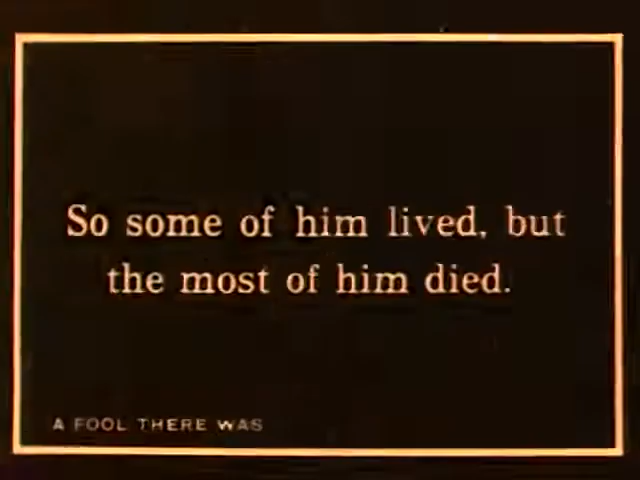 So some of him lived, but
the most of him died.
A FOOL THERE WAS